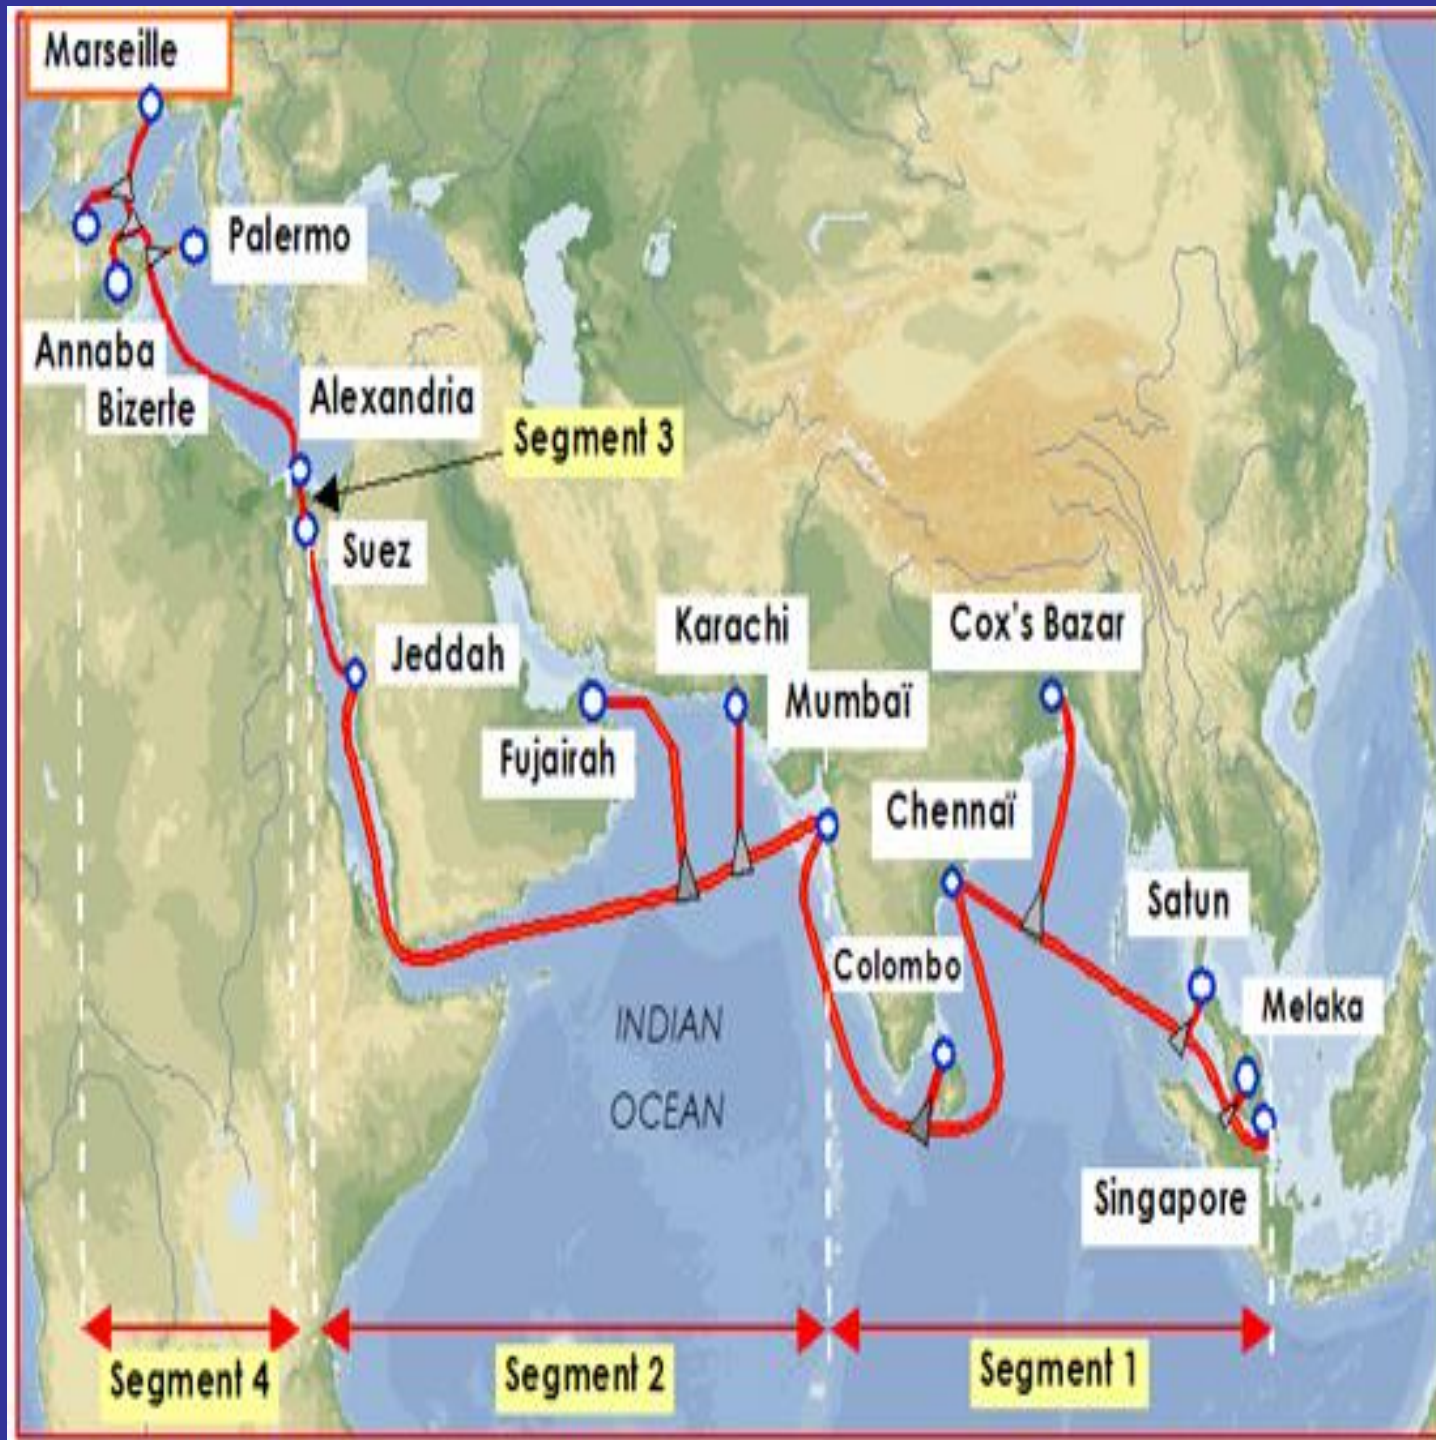 Marseille
Palermo
Annaba
Bizerte
Alexandria
Segment 3
Suez
Karachi
Cox's Bazar
Jeddah
Mumbaï
Fujairah
Chennaï
Satun
Colombo
Melaka
INDIAN
OCEAN
Singapore
Segment 4
Segment 2
Segment 1